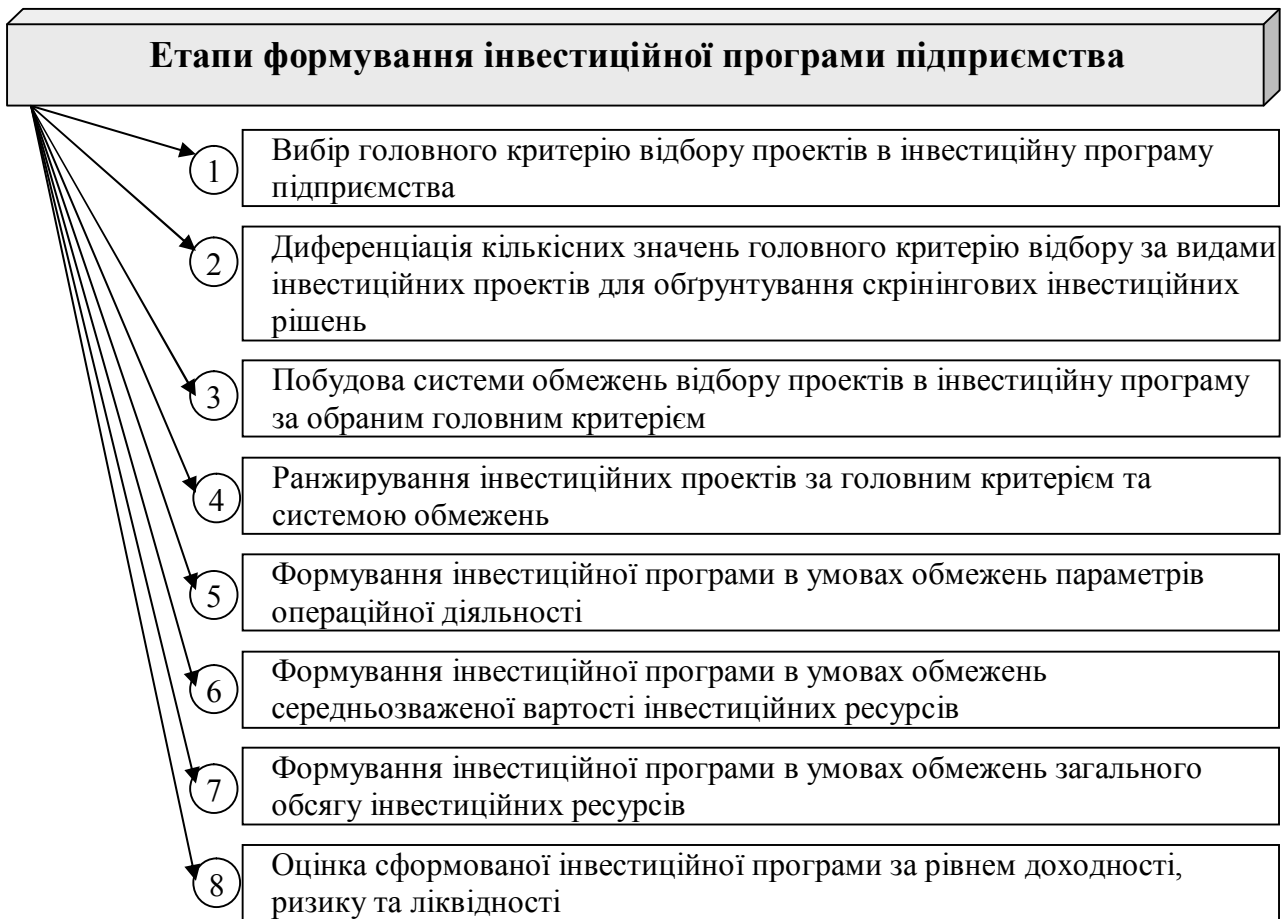 Етапи формування інвестиційної програми підприємства
1
Вибір головного критерію відбору проектів в інвестиційну програму
підприємства
2
Диференціація кількісних значень головного критерію відбору за видами
інвестиційних проектів для обґрунтування скрінінгових інвестиційних
рішень
3
Побудова системи обмежень відбору проектів в інвестиційну програму
за обраним головним критерієм
4
Ранжирування інвестиційних проектів за головним критерієм та
системою обмежень
5
Формування інвестиційної програми в умовах обмежень параметрів
операційної діяльності
6
Формування інвестиційної програми в умовах обмежень
середньозваженої вартості інвестиційних ресурсів
7
Формування інвестиційної програми в умовах обмежень загального
обсягу інвестиційних ресурсів
8
Оцінка сформованої інвестиційної програми за рівнем доходності,
ризику та ліквідності